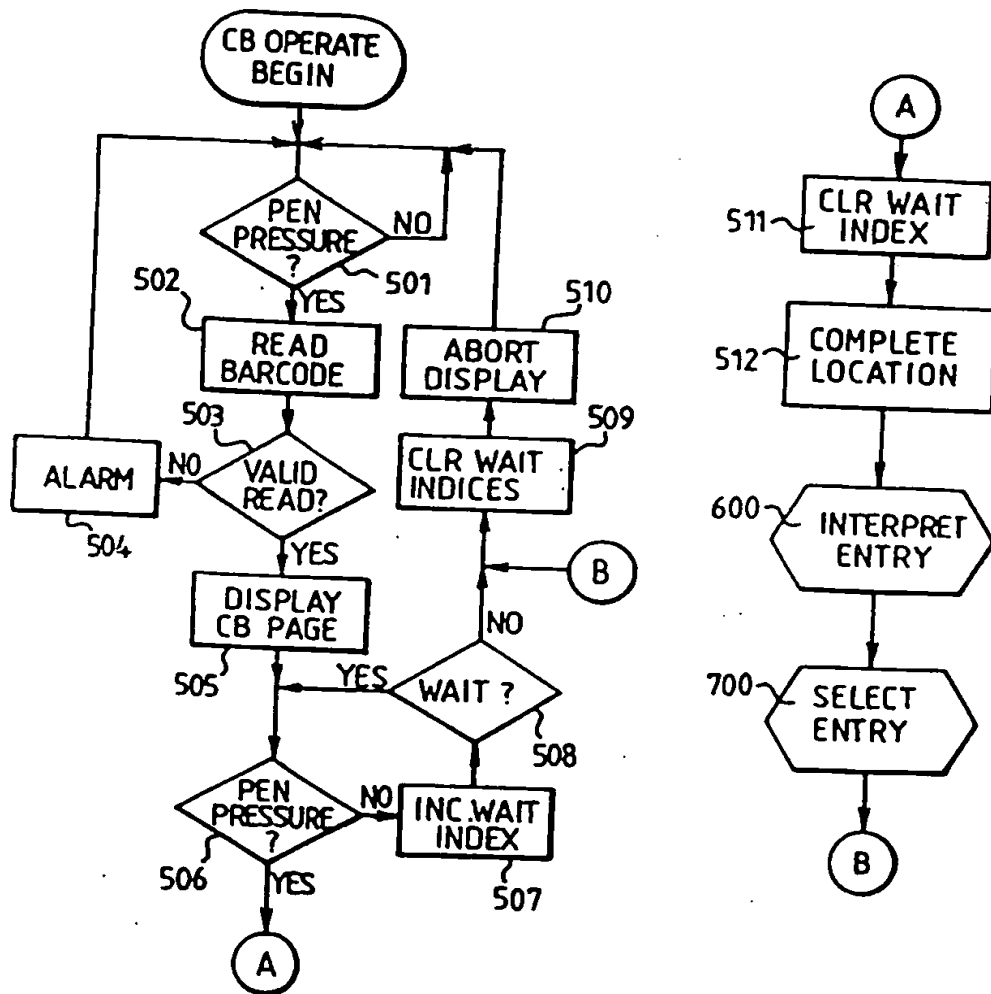 CB OPERATE
BEGIN
PEN
PRESSURE
?
NO
501
YES
502
READ
BARCODE
503
VALID
READ?
NO
ALARM
504
YES
DISPLAY
CB PAGE
505
PEN
PRESSURE
?
506
NO
YES
A
INC.WAIT
INDEX
507
WAIT ?
508
YES
NO
B
CLR WAIT
INDICES
509
ABORT
DISPLAY
510
A
CLR WAIT
INDEX
511
COMPLETE
LOCATION
512
600
INTERPRET
ENTRY
700
SELECT
ENTRY
B